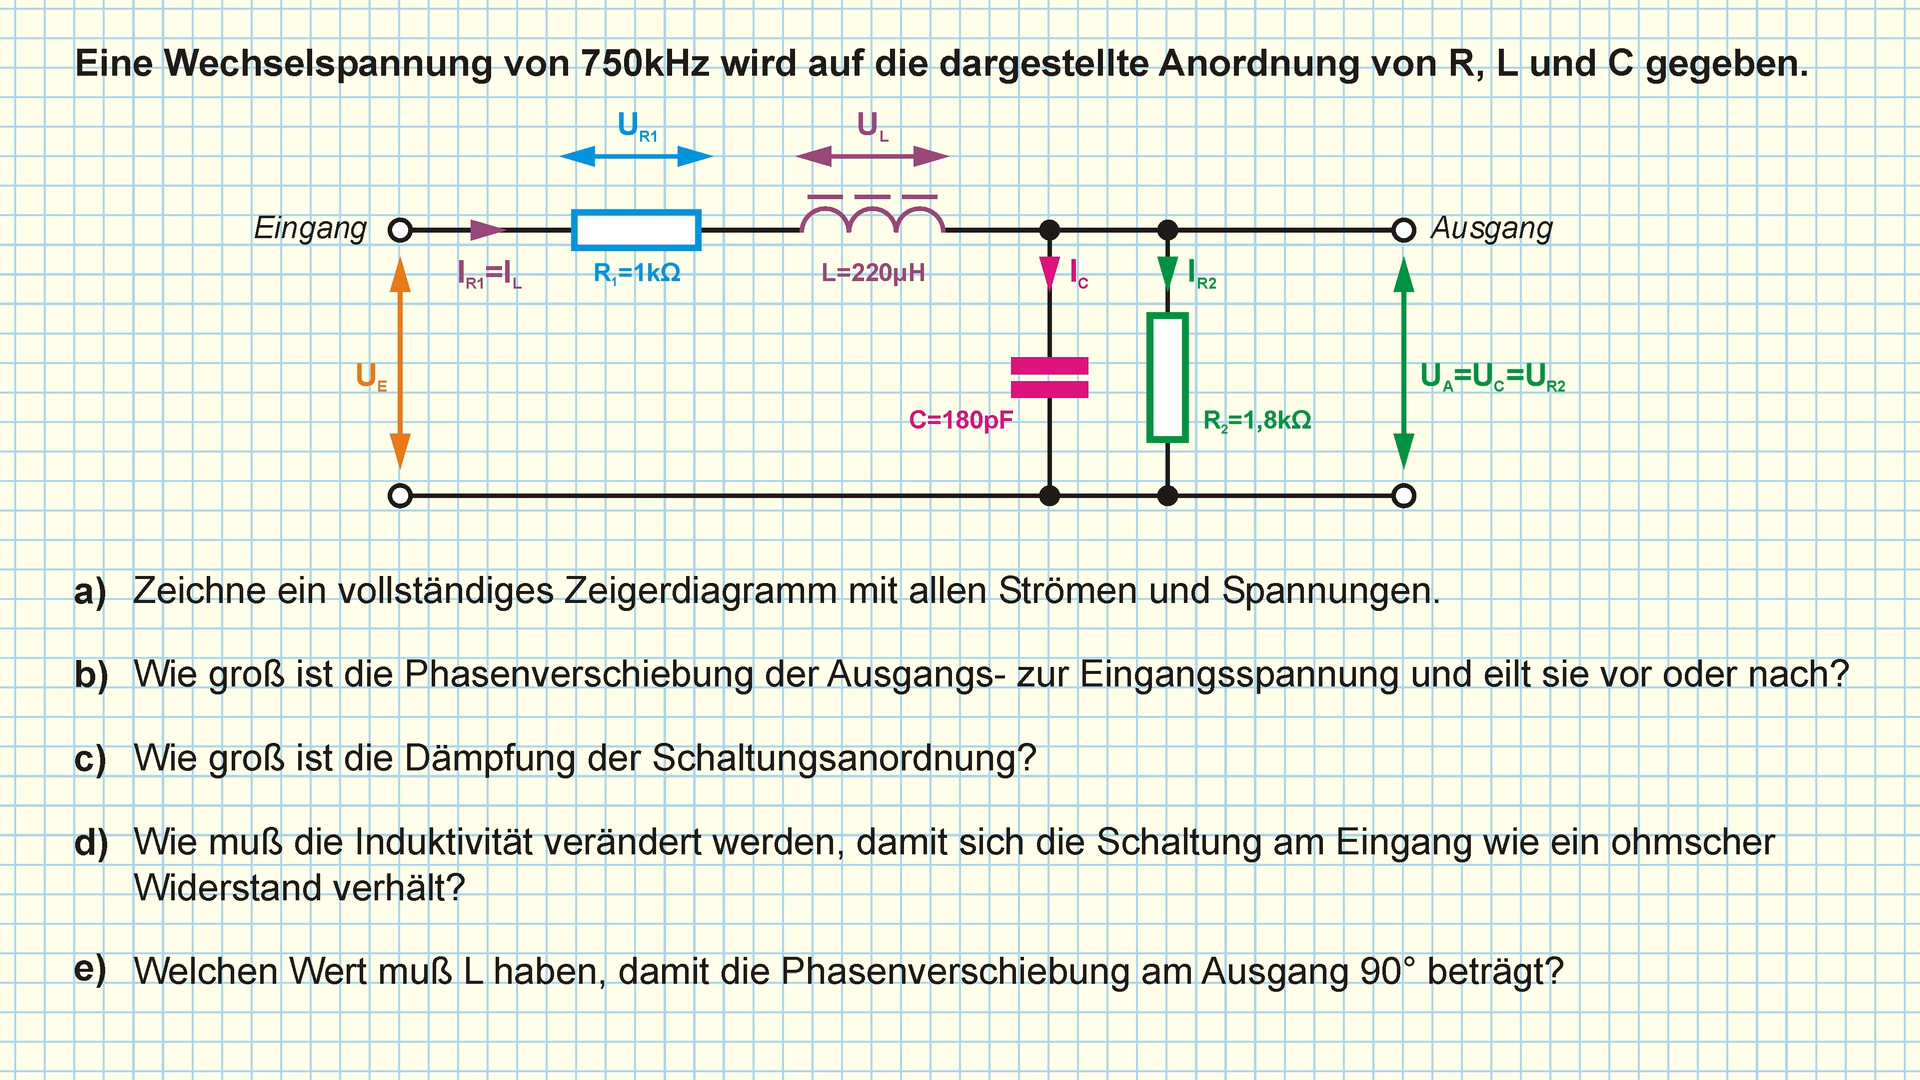 Eine Wechselspannung von 750kHz wird auf die dargestellte Anordnung von R, L und C gegeben.
UR1
UL
Eingang
Ausgang
IR1=IL
R1=1kΩ
L=220µH
IC
IR2
UE
UA=UC=UR2
C=180pF
R2=1,8kΩ
a) Zeichne ein vollständiges Zeigerdiagramm mit allen Strömen und Spannungen.
b) Wie groß ist die Phasenverschiebung der Ausgangs- zur Eingangsspannung und eilt sie vor oder nach?
c) Wie groß ist die Dämpfung der Schaltungsanordnung?
d) Wie muß die Induktivität verändert werden, damit sich die Schaltung am Eingang wie ein ohmscher
Widerstand verhält?
e) Welchen Wert muß L haben, damit die Phasenverschiebung am Ausgang 90° beträgt?